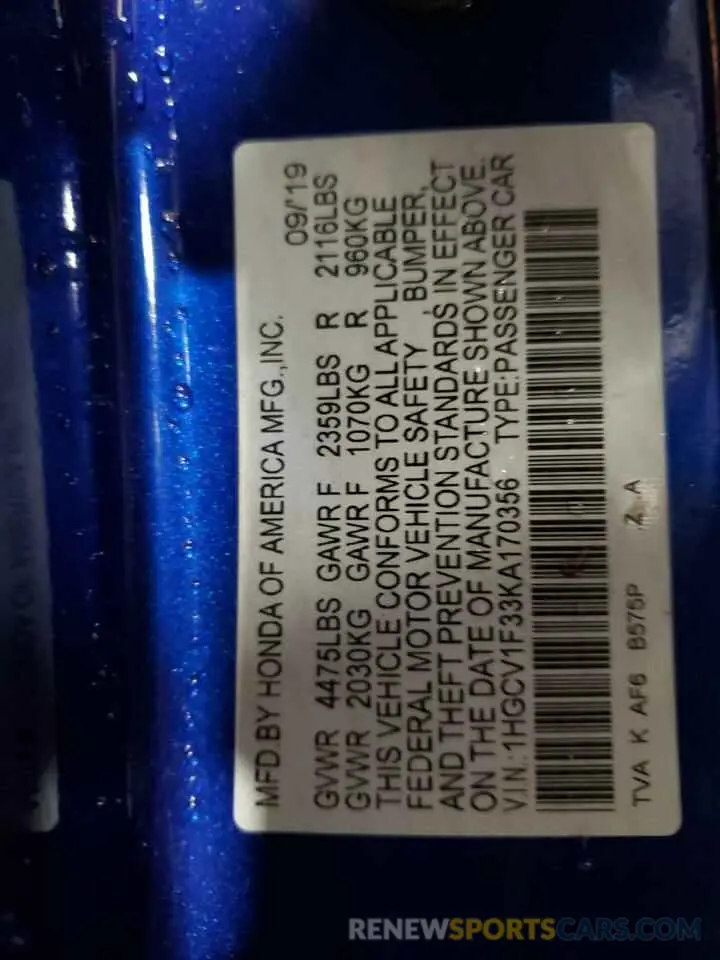 MFD.BY HONDA OF AMERICA MFG.,INC. 09/'19
GVWR 4475LBS GAWR F 2359LBS R 2116LBS
GVWR 2030KG GAWR F 1070KG R 960KG
THIS VEHICLE CONFORMS TO ALL APPLICABLE
FEDERAL MOTOR VEHICLE SAFETY , BUMPER,
AND THEFT PREVENTION STANDARDS IN EFFECT
ON THE DATE OF MANUFACTURE SHOWN ABOVE.
V.I.N.:1HGCV1F33KA170356 TYPE:PASSENGER CAR
TVA K AF6 B575P 2 A
RENEWSPORTSCARS.COM